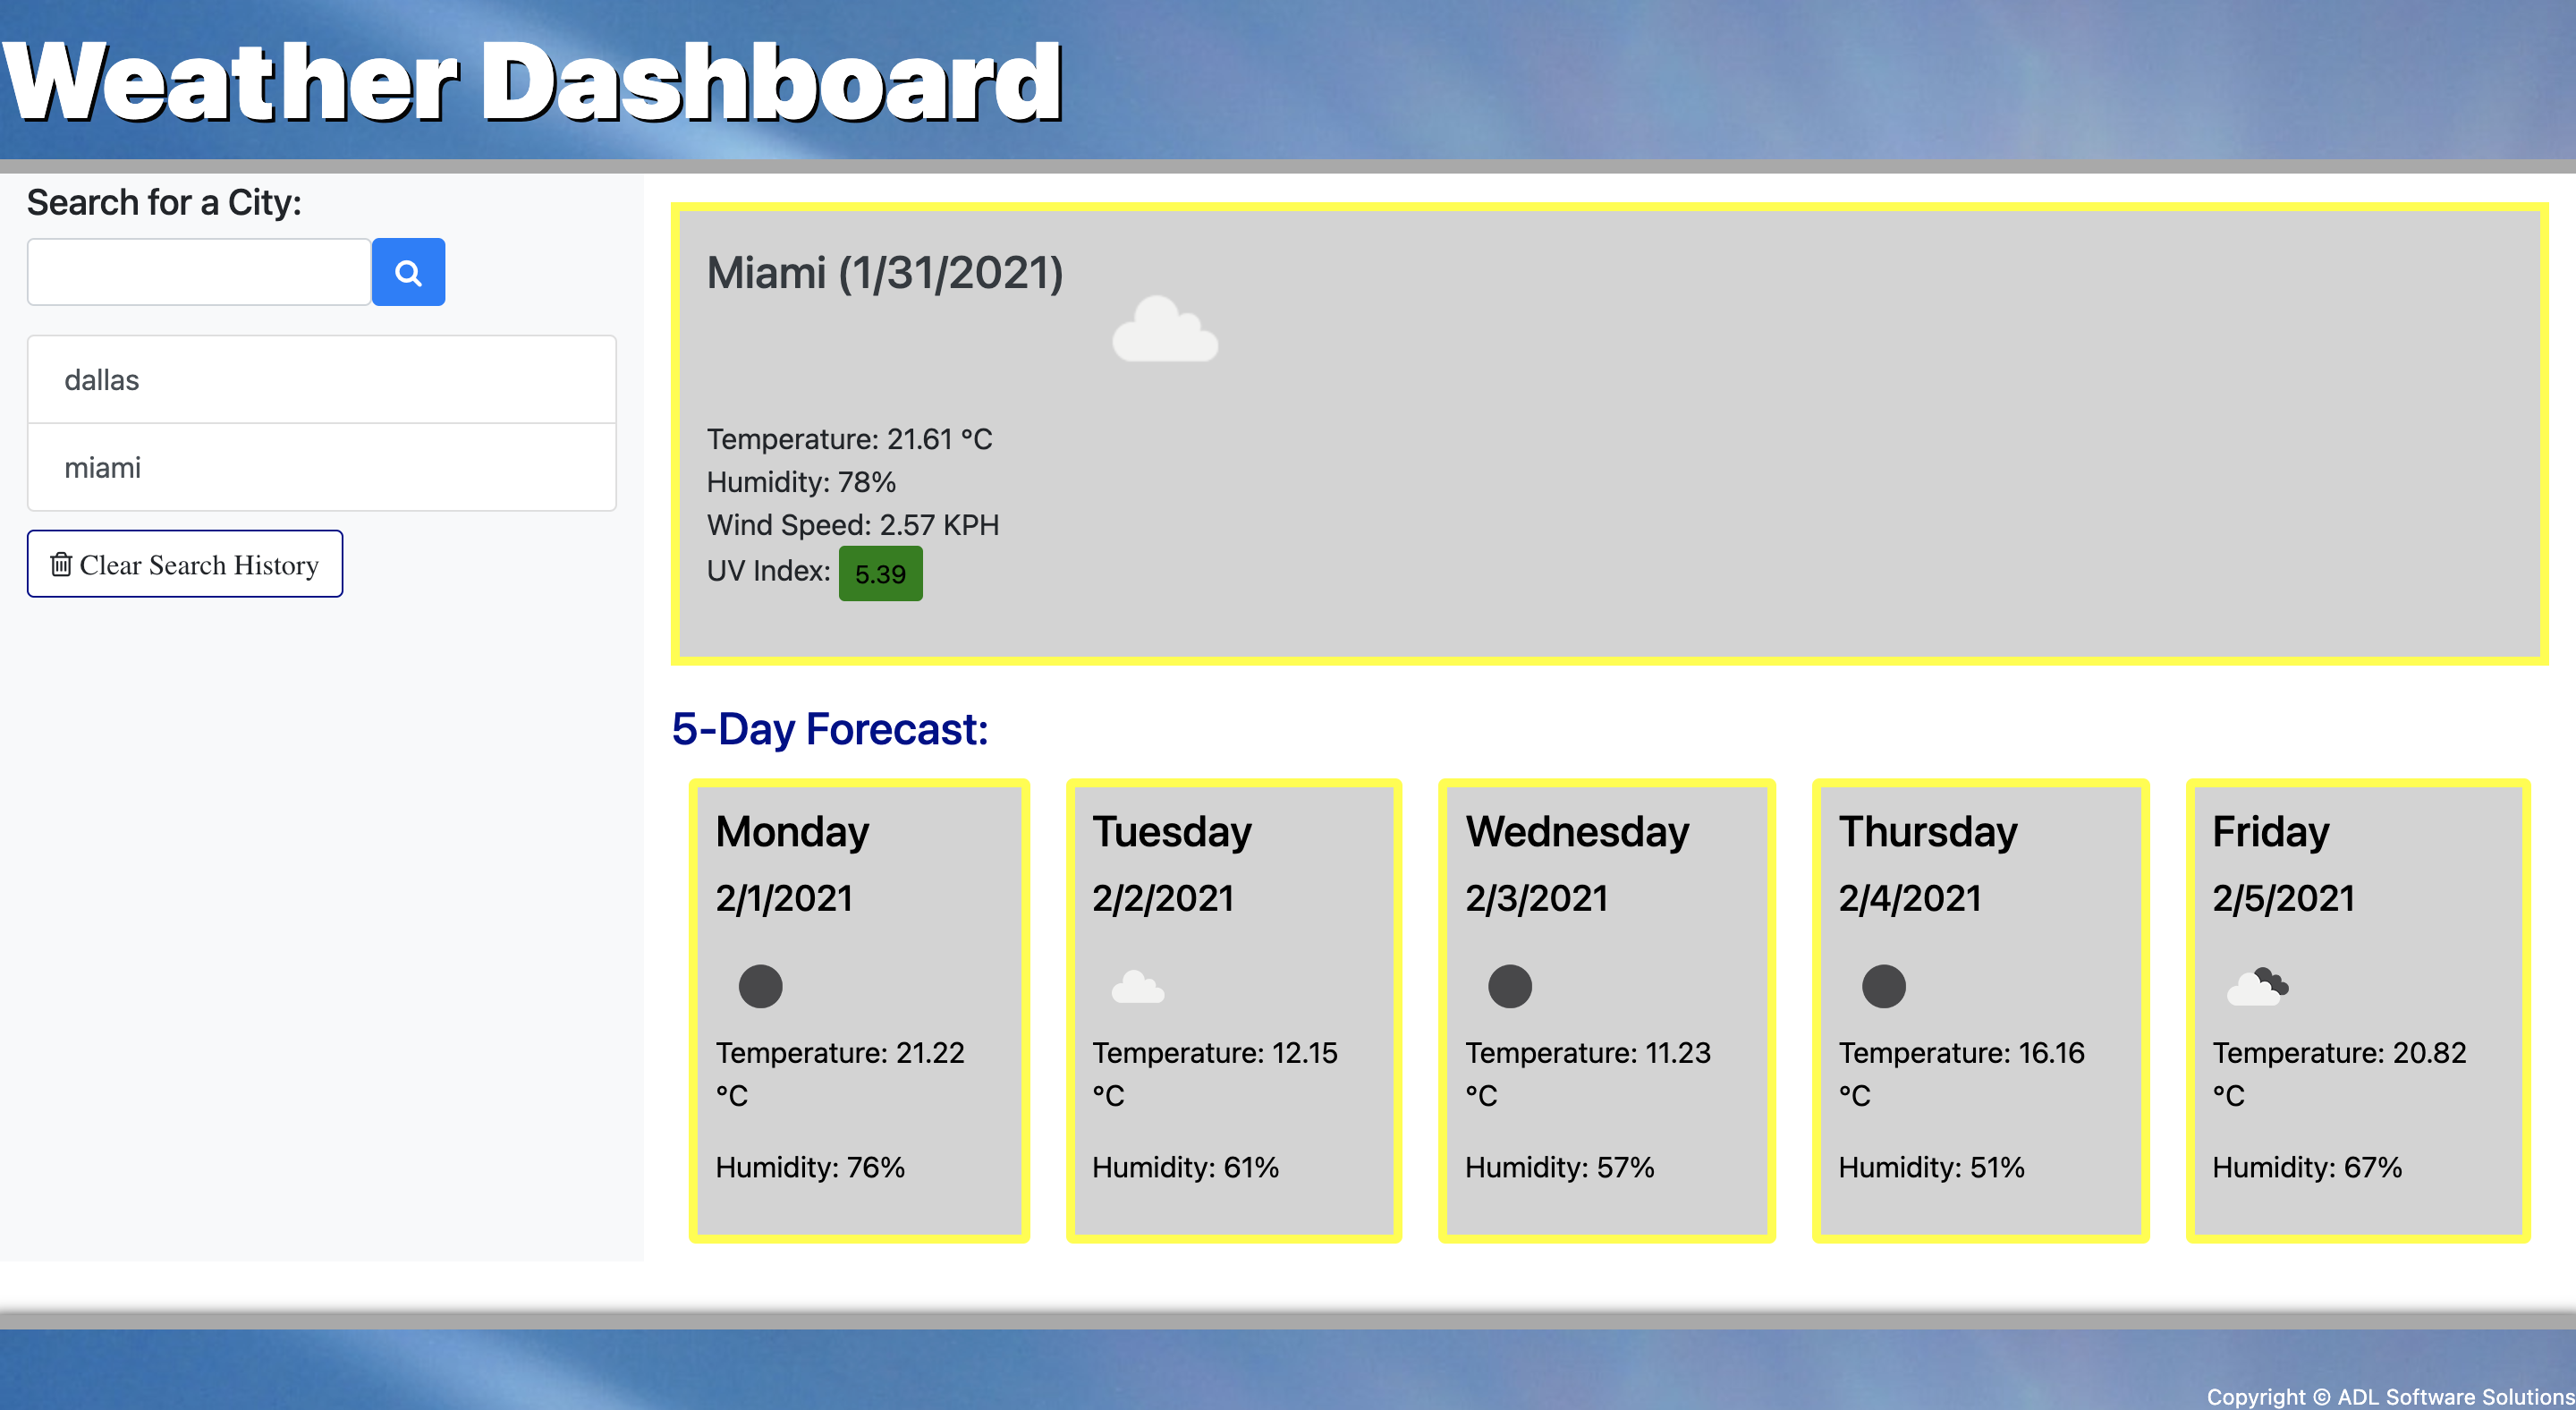 Weather Dashboard
Search for a City:
dallas
miami
Clear Search History
Miami (1/31/2021)
Temperature: 21.61 °C
Humidity: 78%
Wind Speed: 2.57 KPH
UV Index: 5.39
5-Day Forecast:
Monday
2/1/2021
Temperature: 21.22
°C
Humidity: 76%
Tuesday
2/2/2021
Temperature: 12.15
°C
Humidity: 61%
Wednesday
2/3/2021
Temperature: 11.23
°C
Humidity: 57%
Thursday
2/4/2021
Temperature: 16.16
°C
Humidity: 51%
Friday
2/5/2021
Temperature: 20.82
°C
Humidity: 67%
Copyright © ADL Software Solutions